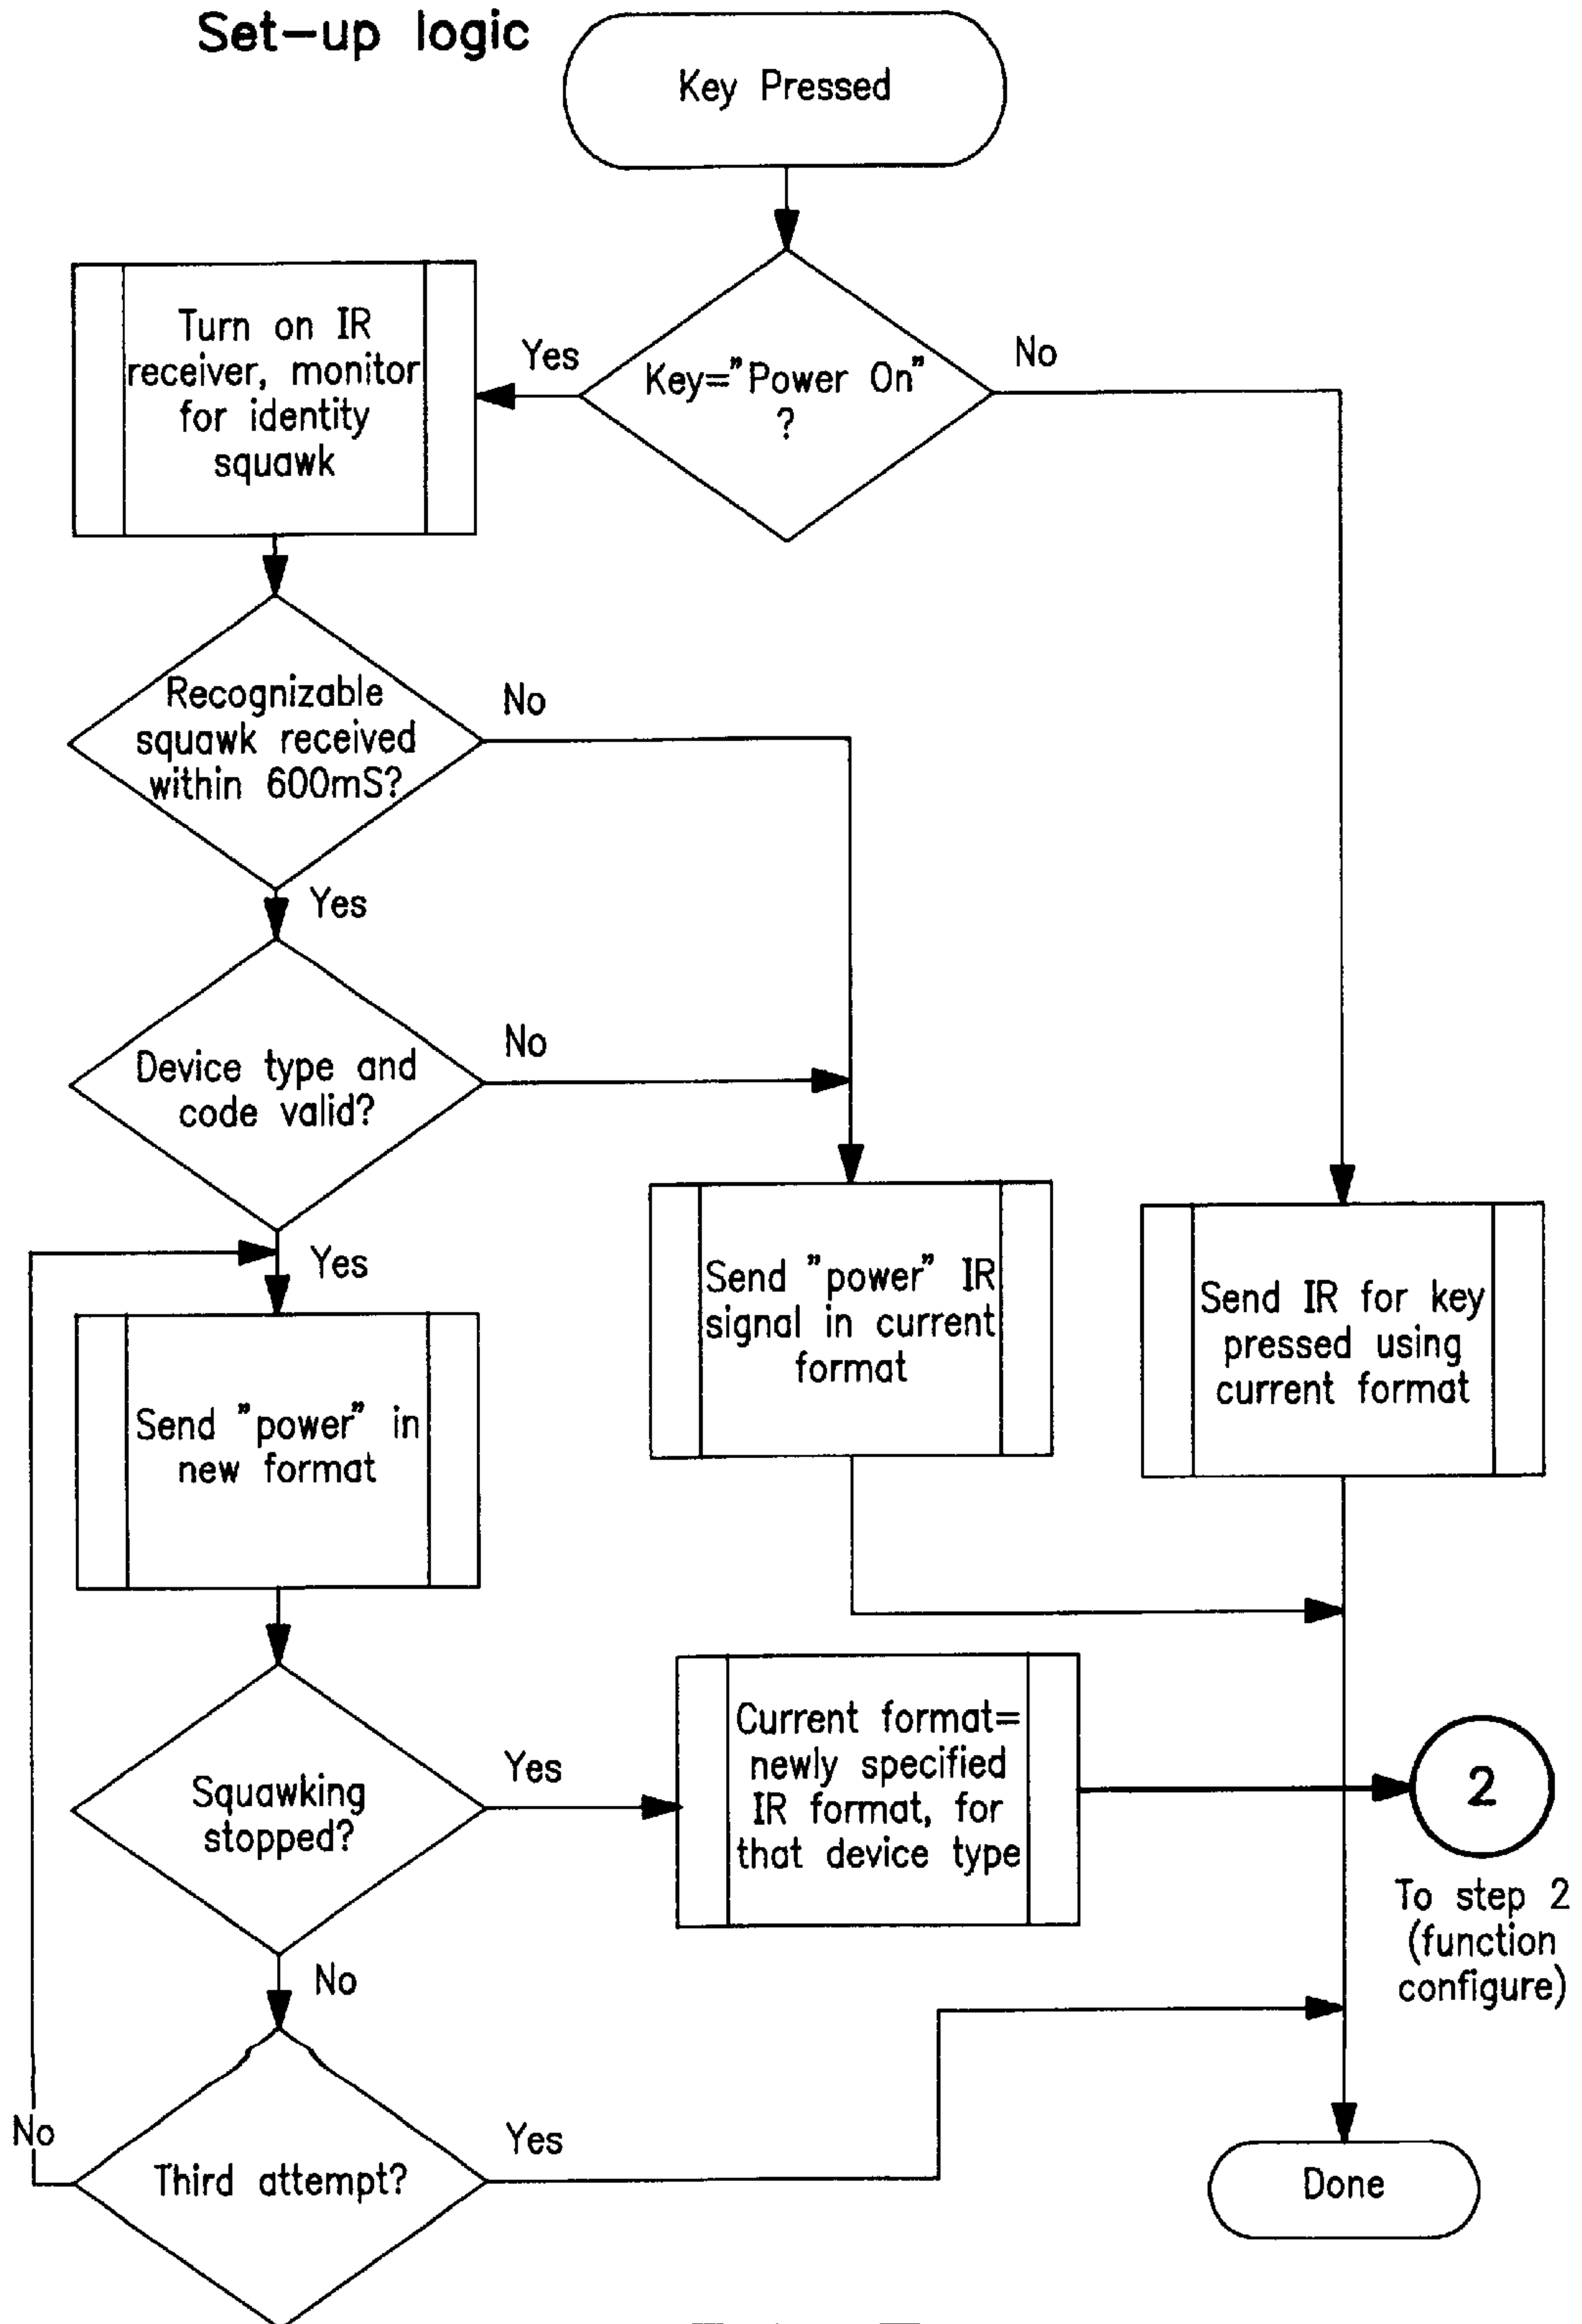 Set-up logic
Key Pressed
Key="Power On"
?
Yes
No
Turn on IR
receiver, monitor
for identity
squawk
Recognizable
squawk received
within 600mS?
No
Yes
Device type and
code valid?
No
Yes
Send "power" IR
signal in current
format
Send IR for key
pressed using
current format
Send "power" in
new format
Squawking
stopped?
Yes
Current format=
newly specified
IR format, for
that device type
2
To step 2
(function
configure)
No
Third attempt?
No
Yes
Done